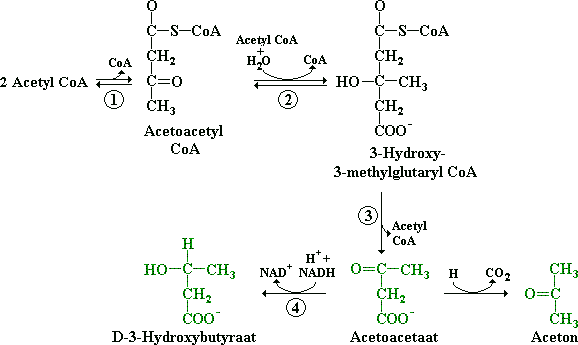 O
C—S—CoA
CH₂
C=O
CH₃
2 Acetyl CoA
CoA
1
Acetoacetyl
CoA
Acetyl CoA
+
H₂O
CoA
2
O
C—S—CoA
CH₂
HO—C—CH₃
CH₂
COO⁻
3-Hydroxy-
3-methylglutaryl CoA
3
Acetyl
CoA
H
HO—C—CH₃
CH₂
COO⁻
D-3-Hydroxybutyraat
H⁺+
NAD⁺ NADH
4
O=C—CH₃
CH₂
COO⁻
Acetoacetaat
H CO₂
CH₃
O=C
CH₃
Aceton